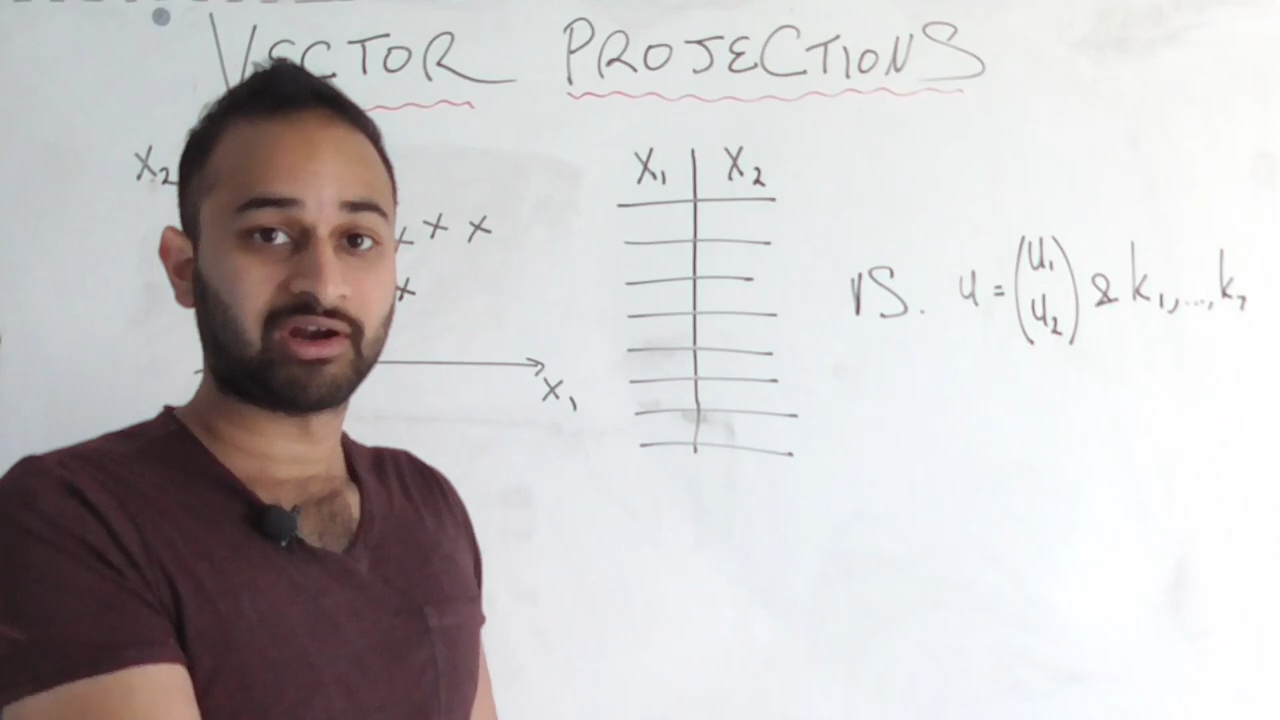 VECTOR PROJECTIONS
X₂
X₁
X₁ X₂
VS. u = (u₁ u₂) & k₁,...,k₇